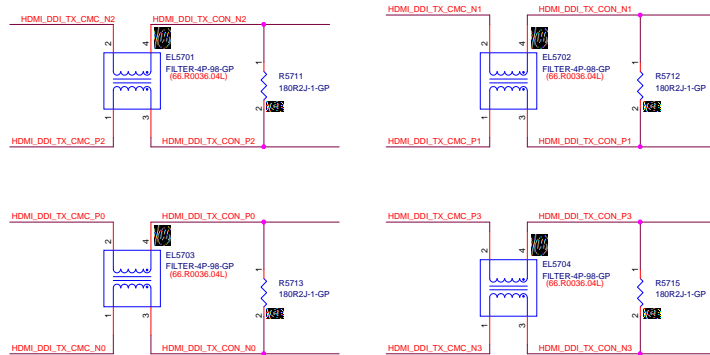 HDMI_DDI_TX_CMC_N2
HDMI_DDI_TX_CON_N2
2
4
EL5701
FILTER-4P-98-GP
(66.R0036.04L)
1
3
1
R5711
180R2J-1-GP
2
HDMI_DDI_TX_CMC_P2
HDMI_DDI_TX_CON_P2
HDMI_DDI_TX_CMC_N1
HDMI_DDI_TX_CON_N1
2
4
EL5702
FILTER-4P-98-GP
(66.R0036.04L)
1
3
1
R5712
180R2J-1-GP
2
HDMI_DDI_TX_CMC_P1
HDMI_DDI_TX_CON_P1
HDMI_DDI_TX_CMC_P0
HDMI_DDI_TX_CON_P0
2
4
EL5703
FILTER-4P-98-GP
(66.R0036.04L)
1
3
1
R5713
180R2J-1-GP
2
HDMI_DDI_TX_CMC_N0
HDMI_DDI_TX_CON_N0
HDMI_DDI_TX_CMC_P3
HDMI_DDI_TX_CON_P3
2
4
EL5704
FILTER-4P-98-GP
(66.R0036.04L)
1
3
1
R5715
180R2J-1-GP
2
HDMI_DDI_TX_CMC_N3
HDMI_DDI_TX_CON_N3